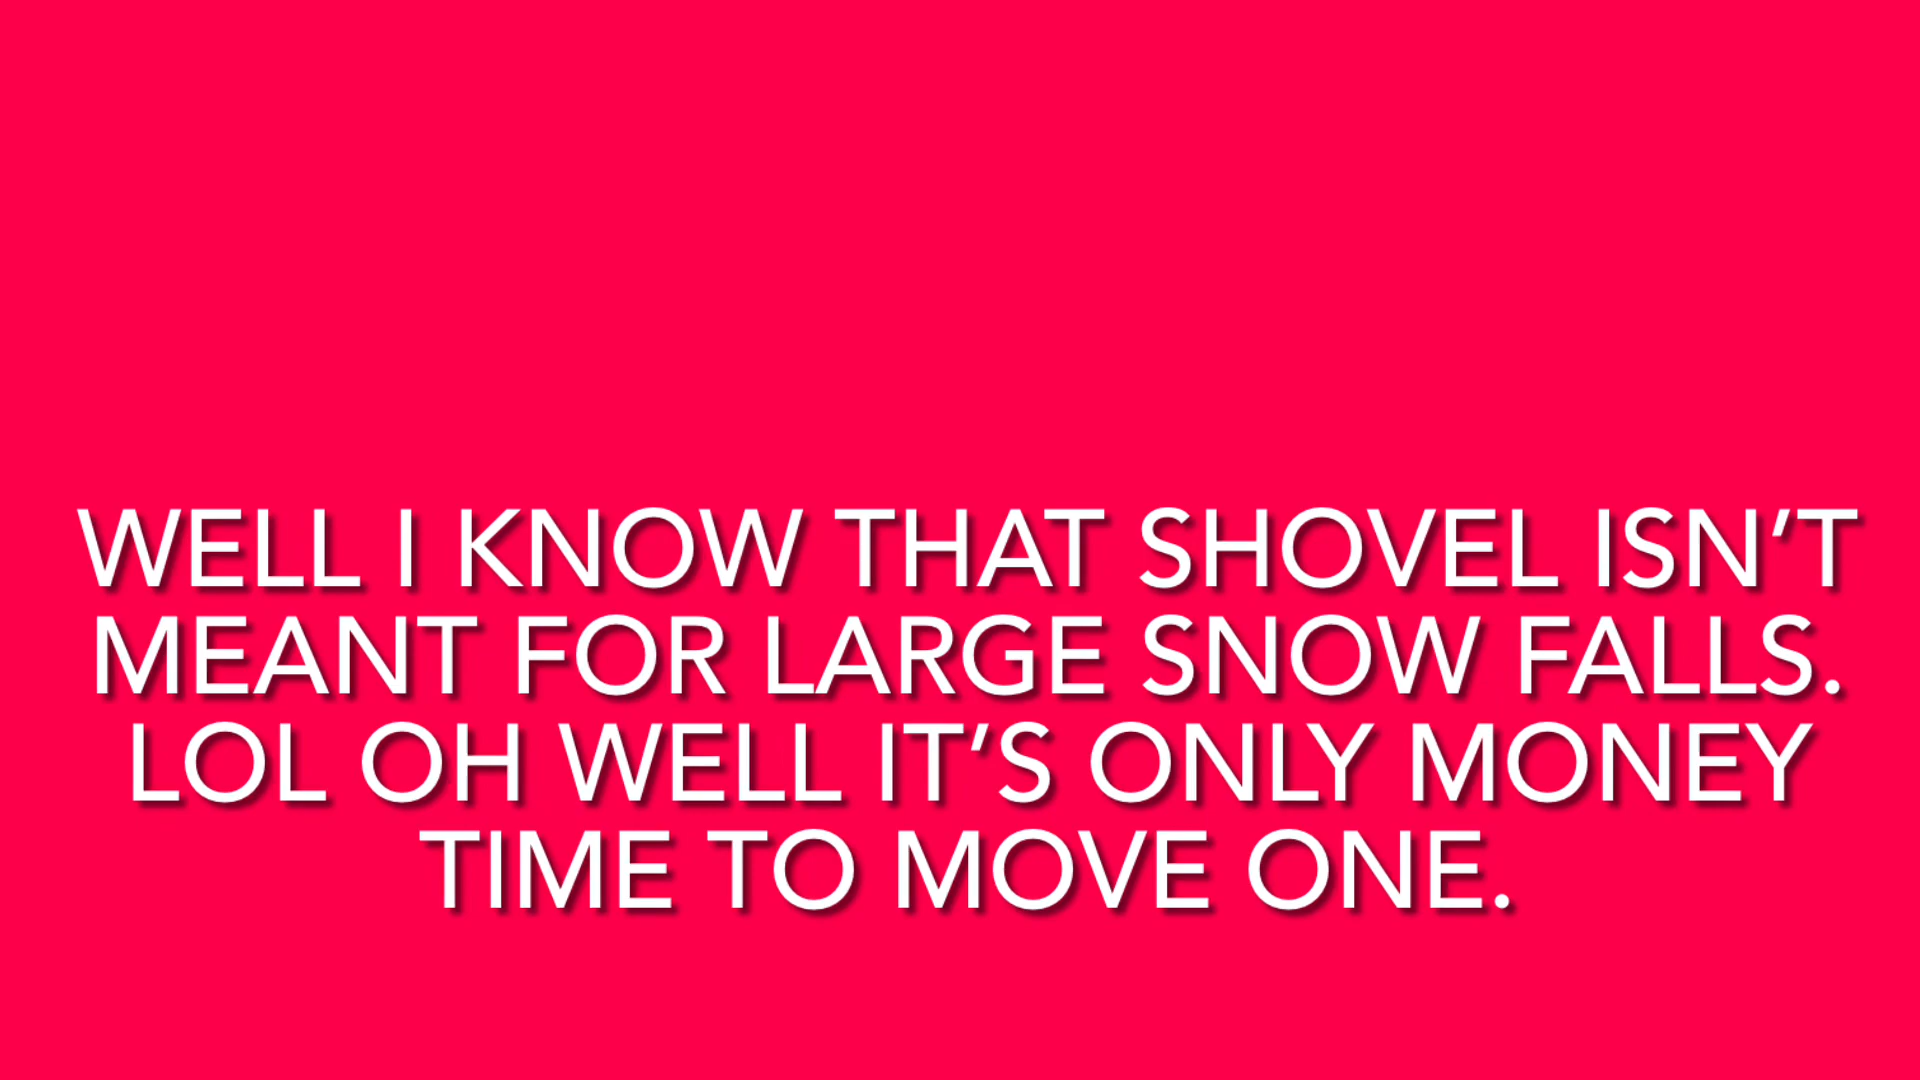 WELL I KNOW THAT SHOVEL ISN’T
MEANT FOR LARGE SNOW FALLS.
LOL OH WELL IT’S ONLY MONEY
TIME TO MOVE ONE.